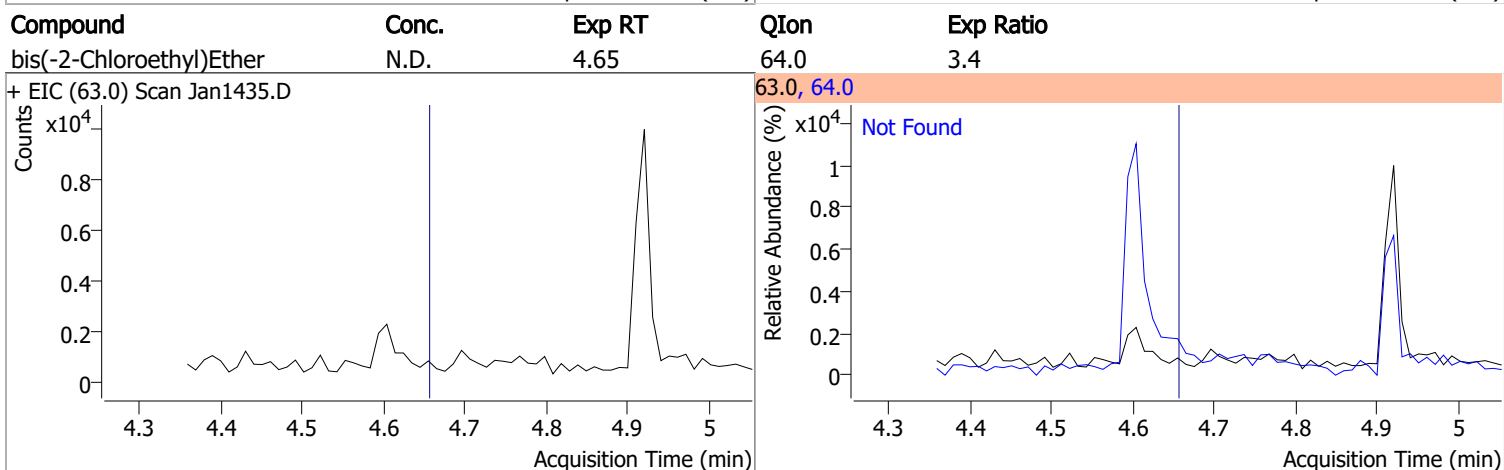 Compound Conc. Exp RT QIon Exp Ratio
bis(-2-Chloroethyl)Ether N.D. 4.65 64.0 3.4
+ EIC (63.0) Scan Jan1435.D
Counts
x10⁴
0.8
0.6
0.4
0.2
0
4.3 4.4 4.5 4.6 4.7 4.8 4.9 5
Acquisition Time (min)
63.0, 64.0
Relative Abundance (%)
x10⁴
Not Found
1
0.8
0.6
0.4
0.2
0
4.3 4.4 4.5 4.6 4.7 4.8 4.9 5
Acquisition Time (min)